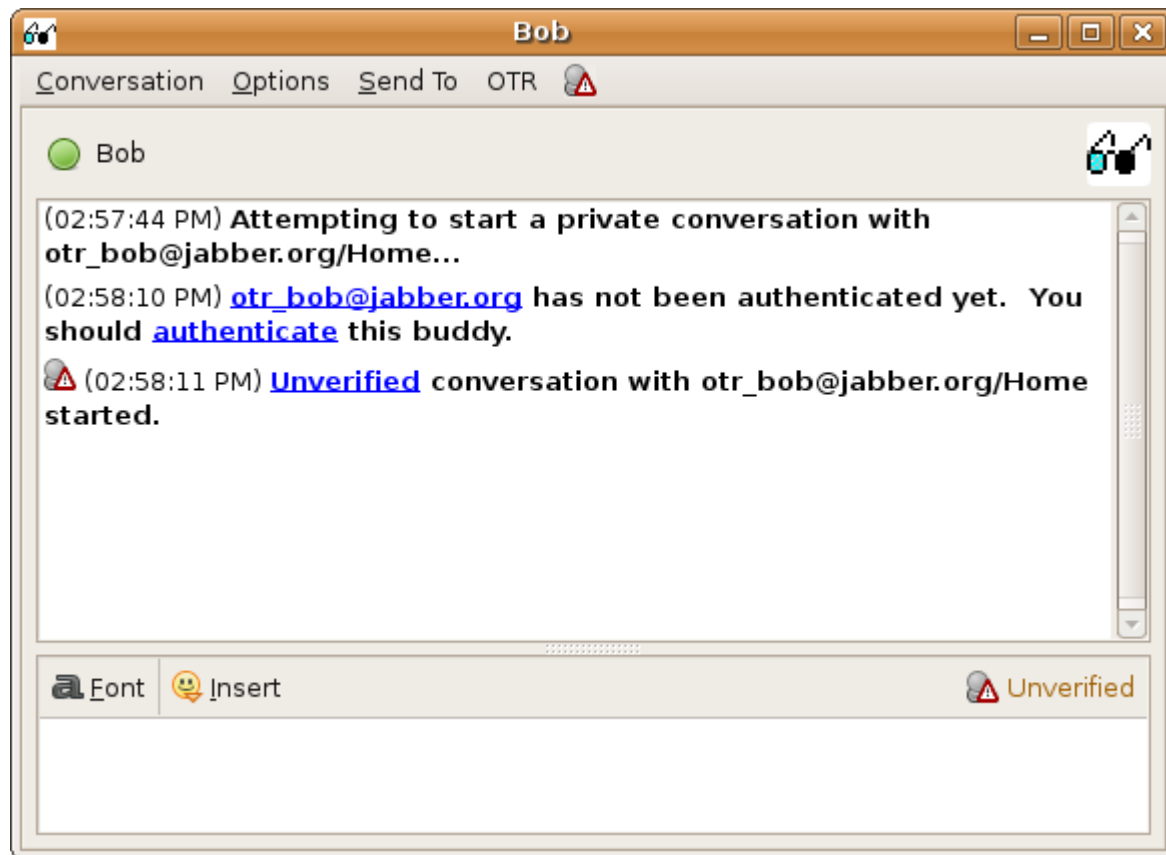 Bob
Conversation Options Send To OTR
Bob
(02:57:44 PM) Attempting to start a private conversation with
otr_bob@jabber.org/Home...
(02:58:10 PM) otr_bob@jabber.org has not been authenticated yet.  You
should authenticate this buddy.
(02:58:11 PM) Unverified conversation with otr_bob@jabber.org/Home
started.
Font Insert Unverified